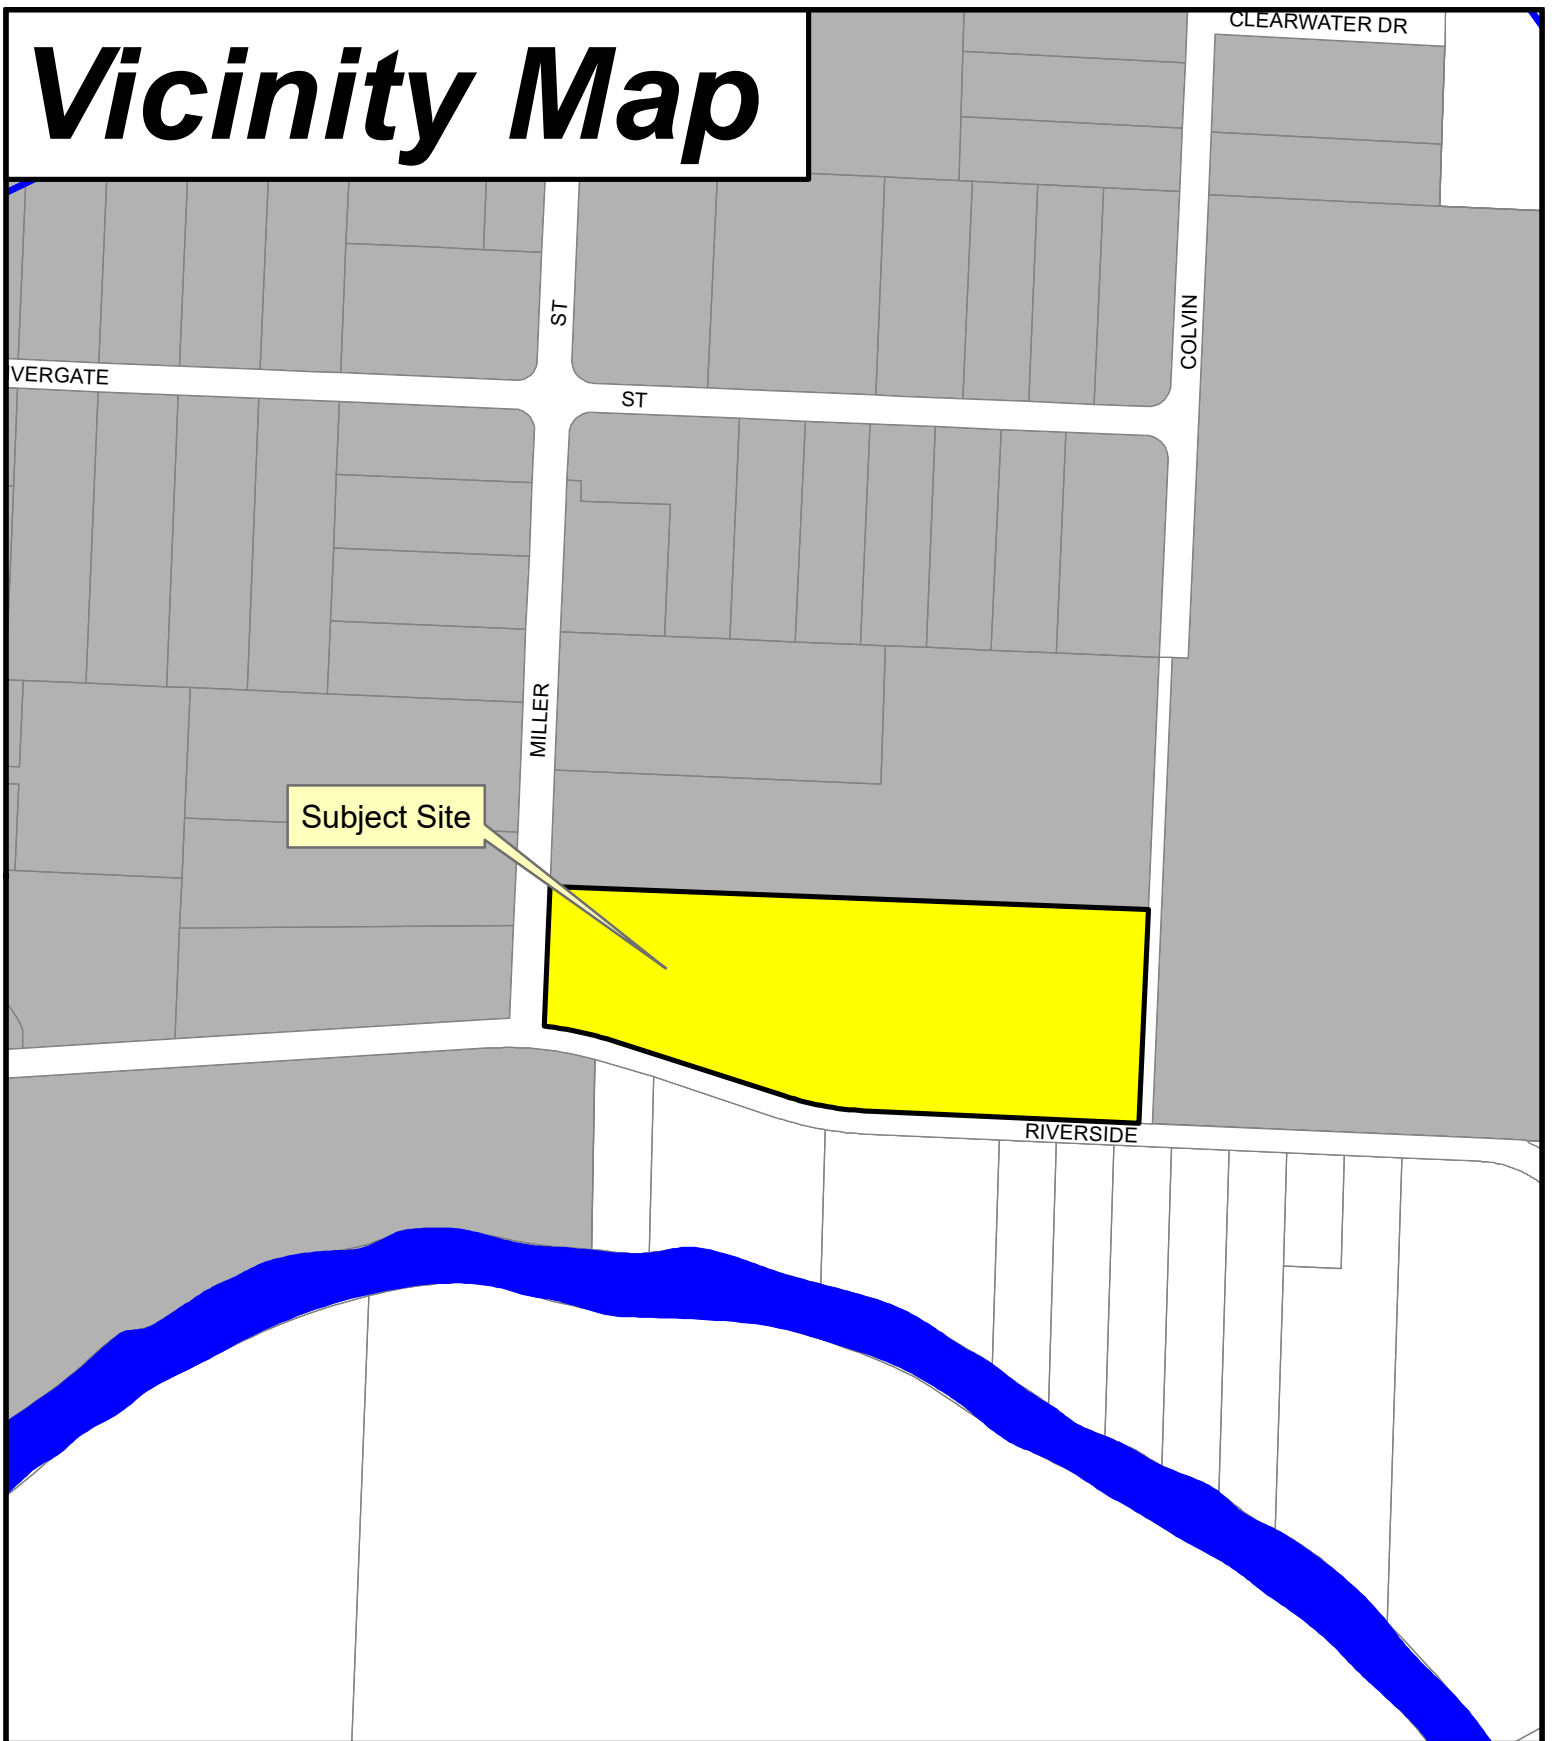 Vicinity Map
CLEARWATER DR
ST
COLVIN
VERGATE
ST
MILLER
Subject Site
RIVERSIDE